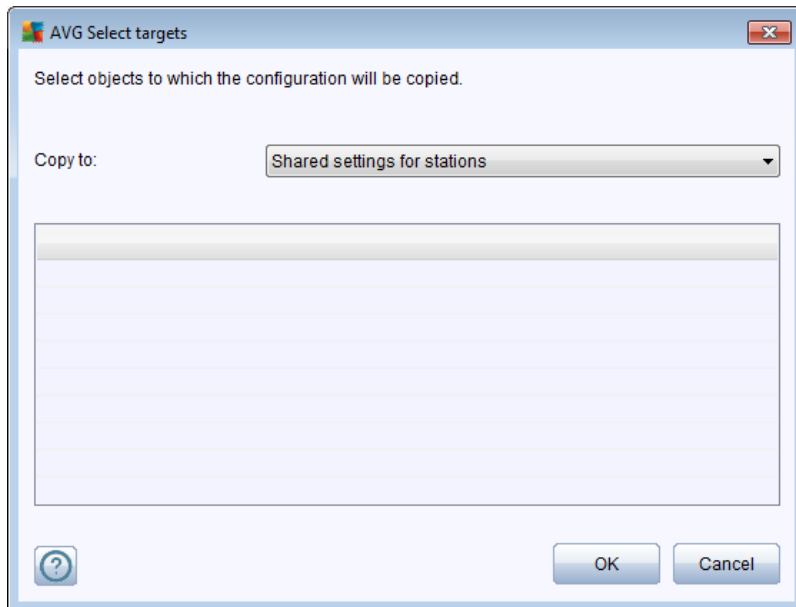 AVG Select targets
Select objects to which the configuration will be copied.
Copy to: Shared settings for stations
?
OK Cancel